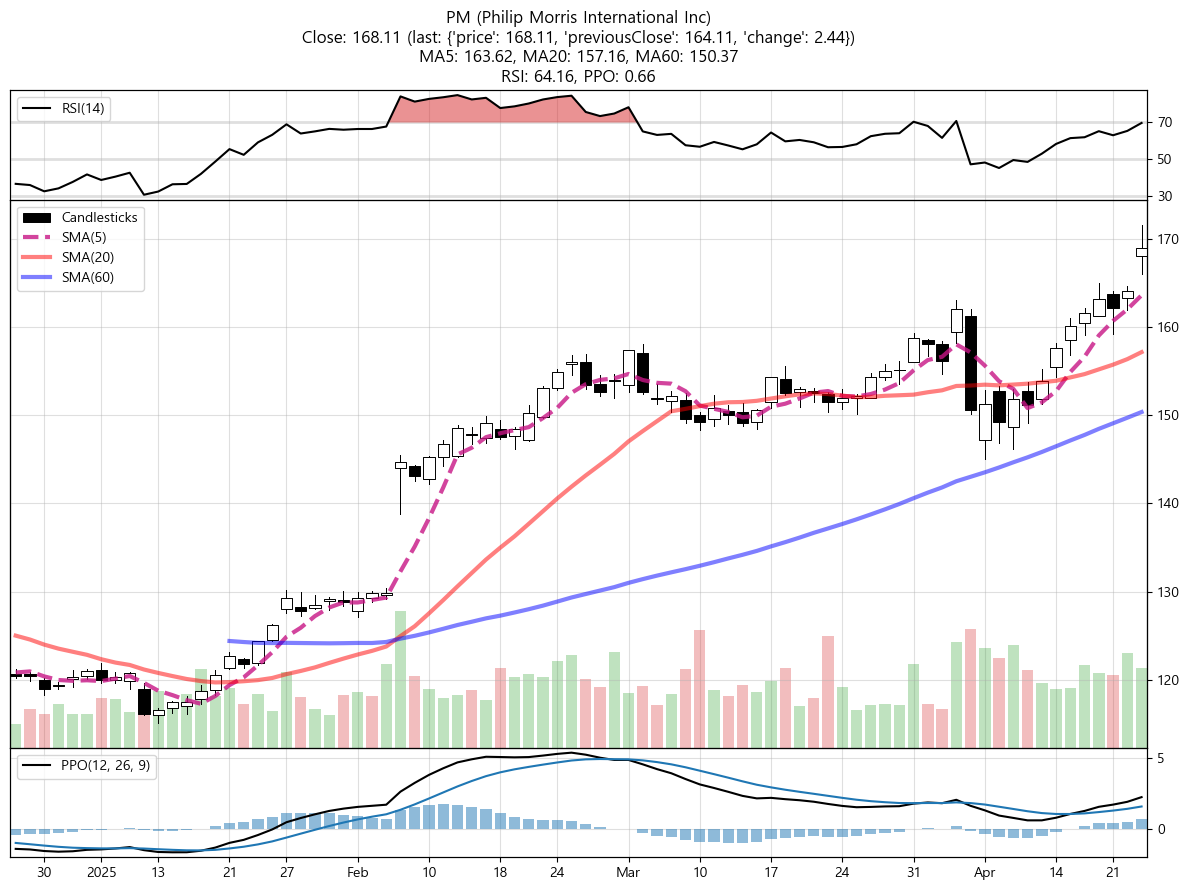 PM (Philip Morris International Inc)
Close: 168.11 (last: {'price': 168.11, 'previousClose': 164.11, 'change': 2.44})
MA5: 163.62, MA20: 157.16, MA60: 150.37
RSI: 64.16, PPO: 0.66
RSI(14)
70
50
30
Candlesticks
SMA(5)
SMA(20)
SMA(60)
170
160
150
140
130
120
PPO(12, 26, 9)
5
0
30 2025 13 21 27 Feb 10 18 24 Mar 10 17 24 31 Apr 14 21